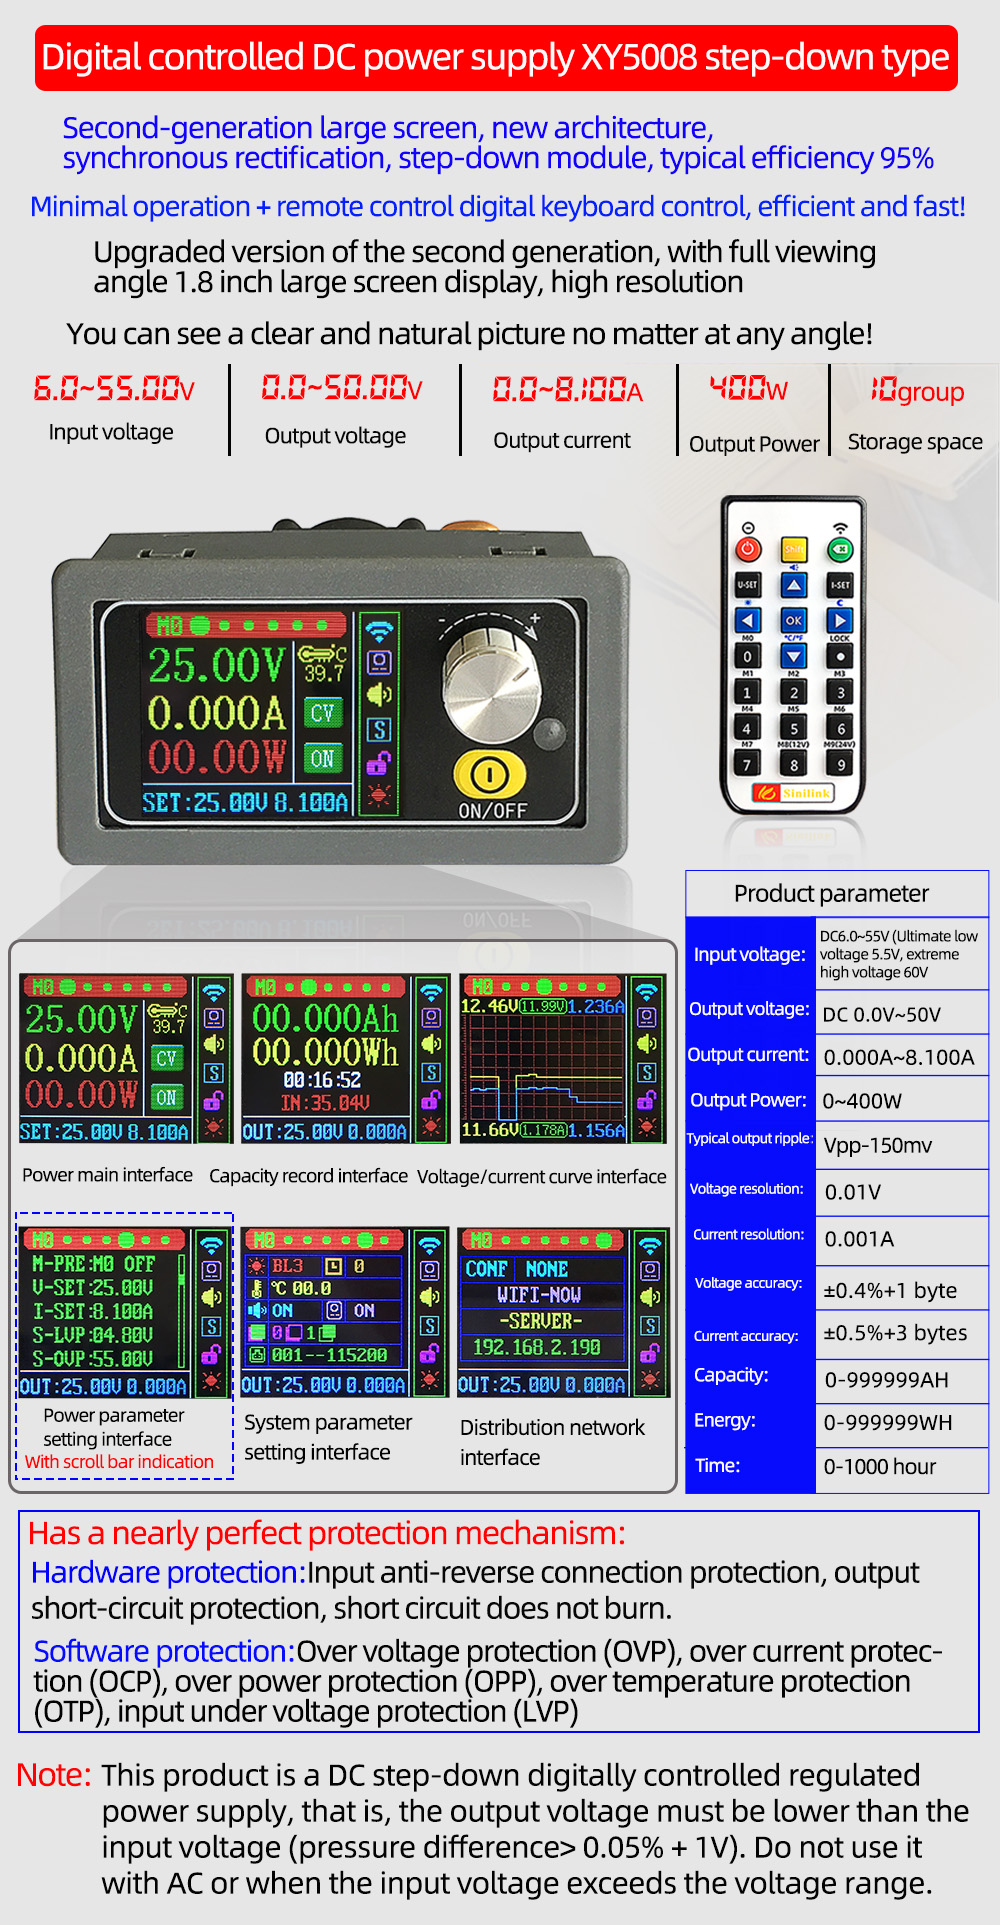 Digital controlled DC power supply XY5008 step-down type
Second-generation large screen, new architecture,
synchronous rectification, step-down module, typical efficiency 95%
Minimal operation + remote control digital keyboard control, efficient and fast!
Upgraded version of the second generation, with full viewing
angle 1.8 inch large screen display, high resolution
You can see a clear and natural picture no matter at any angle!
6.0~55.00V
Input voltage
0.0~50.00V
Output voltage
0.0~8.100A
Output current
400W
Output Power
10group
Storage space
M0
25.00V
°C
39.7
0.000A
CV
00.00W
ON
SET:25.00V 8.100A
S
- +
ON/OFF
Shift
U-SET I-SET
OK
M0 °C/°F LOCK
0
M1 M2 M3
1 2 3
M4 M5 M6
4 5 6
M7 M8(12V) M9(24V)
7 8 9
Sinilink
Product parameter
Input voltage: DC6.0~55V (Ultimate low
voltage 5.5V, extreme
high voltage 60V
Output voltage: DC 0.0V~50V
Output current: 0.000A~8.100A
Output Power: 0~400W
Typical output ripple: Vpp-150mv
Voltage resolution: 0.01V
Current resolution: 0.001A
Voltage accuracy: ±0.4%+1 byte
Current accuracy: ±0.5%+3 bytes
Capacity: 0-999999AH
Energy: 0-999999WH
Time: 0-1000 hour
M0
25.00V
°C
39.7
0.000A
CV
00.00W
ON
SET:25.00V 8.100A
S
Power main interface
M0
00.000Ah
00.000Wh
00:16:52
IN:35.04V
OUT:25.00V 0.000A
S
Capacity record interface
M0
12.46V 11.99V 1.236A
11.66V 1.178A 1.156A
S
Voltage/current curve interface
M0
M-PRE:M0 OFF
V-SET:25.00V
I-SET:8.100A
S-LVP:04.80V
S-OVP:55.00V
OUT:25.00V 0.000A
S
Power parameter
setting interface
With scroll bar indication
M0
BL3 0
°C 00.0
ON ON
0 1
001--115200
OUT:25.00V 0.000A
S
System parameter
setting interface
M0
CONF NONE
WIFI-NOW
-SERVER-
192.168.2.190
OUT:25.00V 0.000A
S
Distribution network
interface
Has a nearly perfect protection mechanism:
Hardware protection:Input anti-reverse connection protection, output
short-circuit protection, short circuit does not burn.
Software protection:Over voltage protection (OVP), over current protec-
tion (OCP), over power protection (OPP), over temperature protection
(OTP), input under voltage protection (LVP)
Note: This product is a DC step-down digitally controlled regulated
power supply, that is, the output voltage must be lower than the
input voltage (pressure difference> 0.05% + 1V). Do not use it
with AC or when the input voltage exceeds the voltage range.